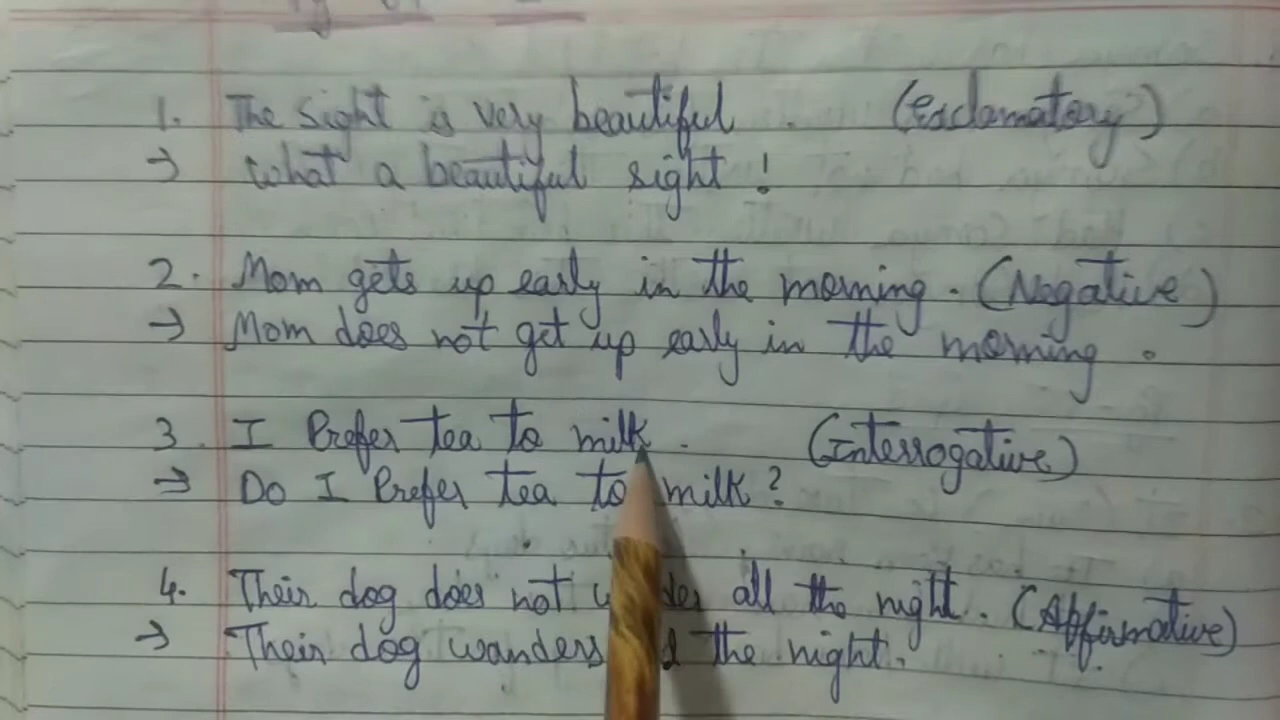 1. The sight is very beautiful . (Exclamatory)
→ What a beautiful sight !
2. Mom gets up early in the morning . (Negative)
→ Mom does not get up early in the morning .
3. I Prefer tea to milk . (Interrogative)
→ Do I Prefer tea to milk ?
4. Their dog does not all the night . (Affirmative)
→ Their dog wanders the night .